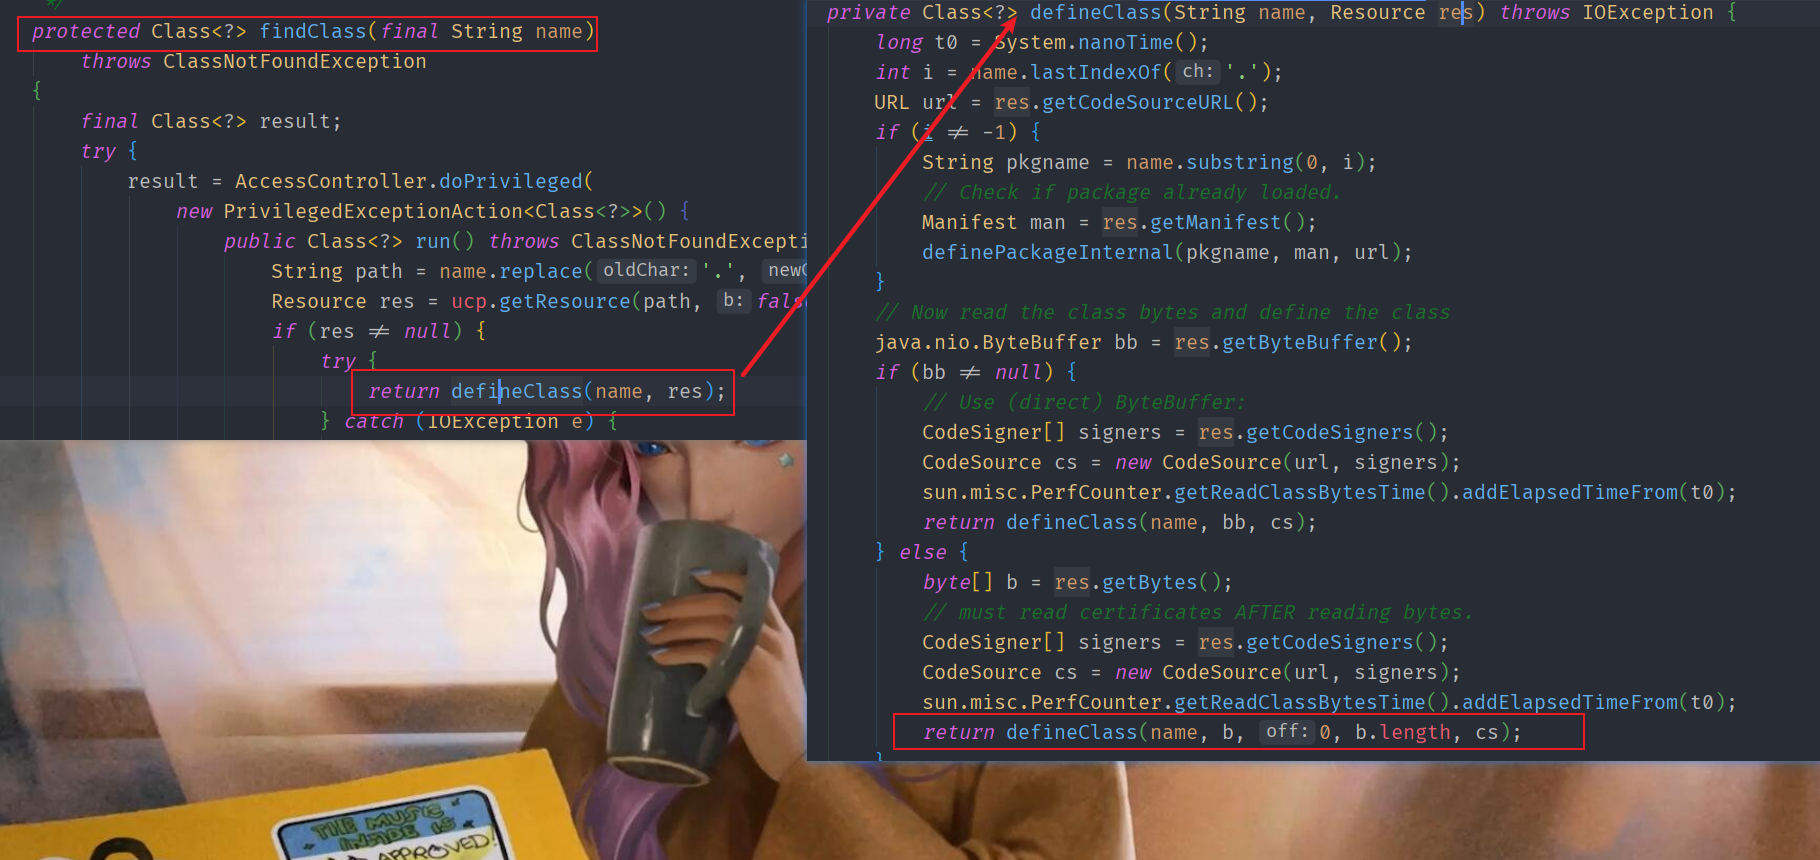 */
protected Class<?> findClass(final String name)
throws ClassNotFoundException
{
final Class<?> result;
try {
result = AccessController.doPrivileged(
new PrivilegedExceptionAction<Class<?>>() {
public Class<?> run() throws ClassNotFoundExcepti
String path = name.replace( oldChar: '.', newC
Resource res = ucp.getResource(path, b: fals
if (res ≠ null) {
try {
return defineClass(name, res);
} catch (IOException e) {
private Class<?> defineClass(String name, Resource res) throws IOException {
long t0 = System.nanoTime();
int i = name.lastIndexOf( ch: '.');
URL url = res.getCodeSourceURL();
if (i ≠ -1) {
String pkgname = name.substring(0, i);
// Check if package already loaded.
Manifest man = res.getManifest();
definePackageInternal(pkgname, man, url);
}
// Now read the class bytes and define the class
java.nio.ByteBuffer bb = res.getByteBuffer();
if (bb ≠ null) {
// Use (direct) ByteBuffer:
CodeSigner[] signers = res.getCodeSigners();
CodeSource cs = new CodeSource(url, signers);
sun.misc.PerfCounter.getReadClassBytesTime().addElapsedTimeFrom(t0);
return defineClass(name, bb, cs);
} else {
byte[] b = res.getBytes();
// must read certificates AFTER reading bytes.
CodeSigner[] signers = res.getCodeSigners();
CodeSource cs = new CodeSource(url, signers);
sun.misc.PerfCounter.getReadClassBytesTime().addElapsedTimeFrom(t0);
return defineClass(name, b, off: 0, b.length, cs);
}
THE MUSIC
INSIDE IS
APPROVED!